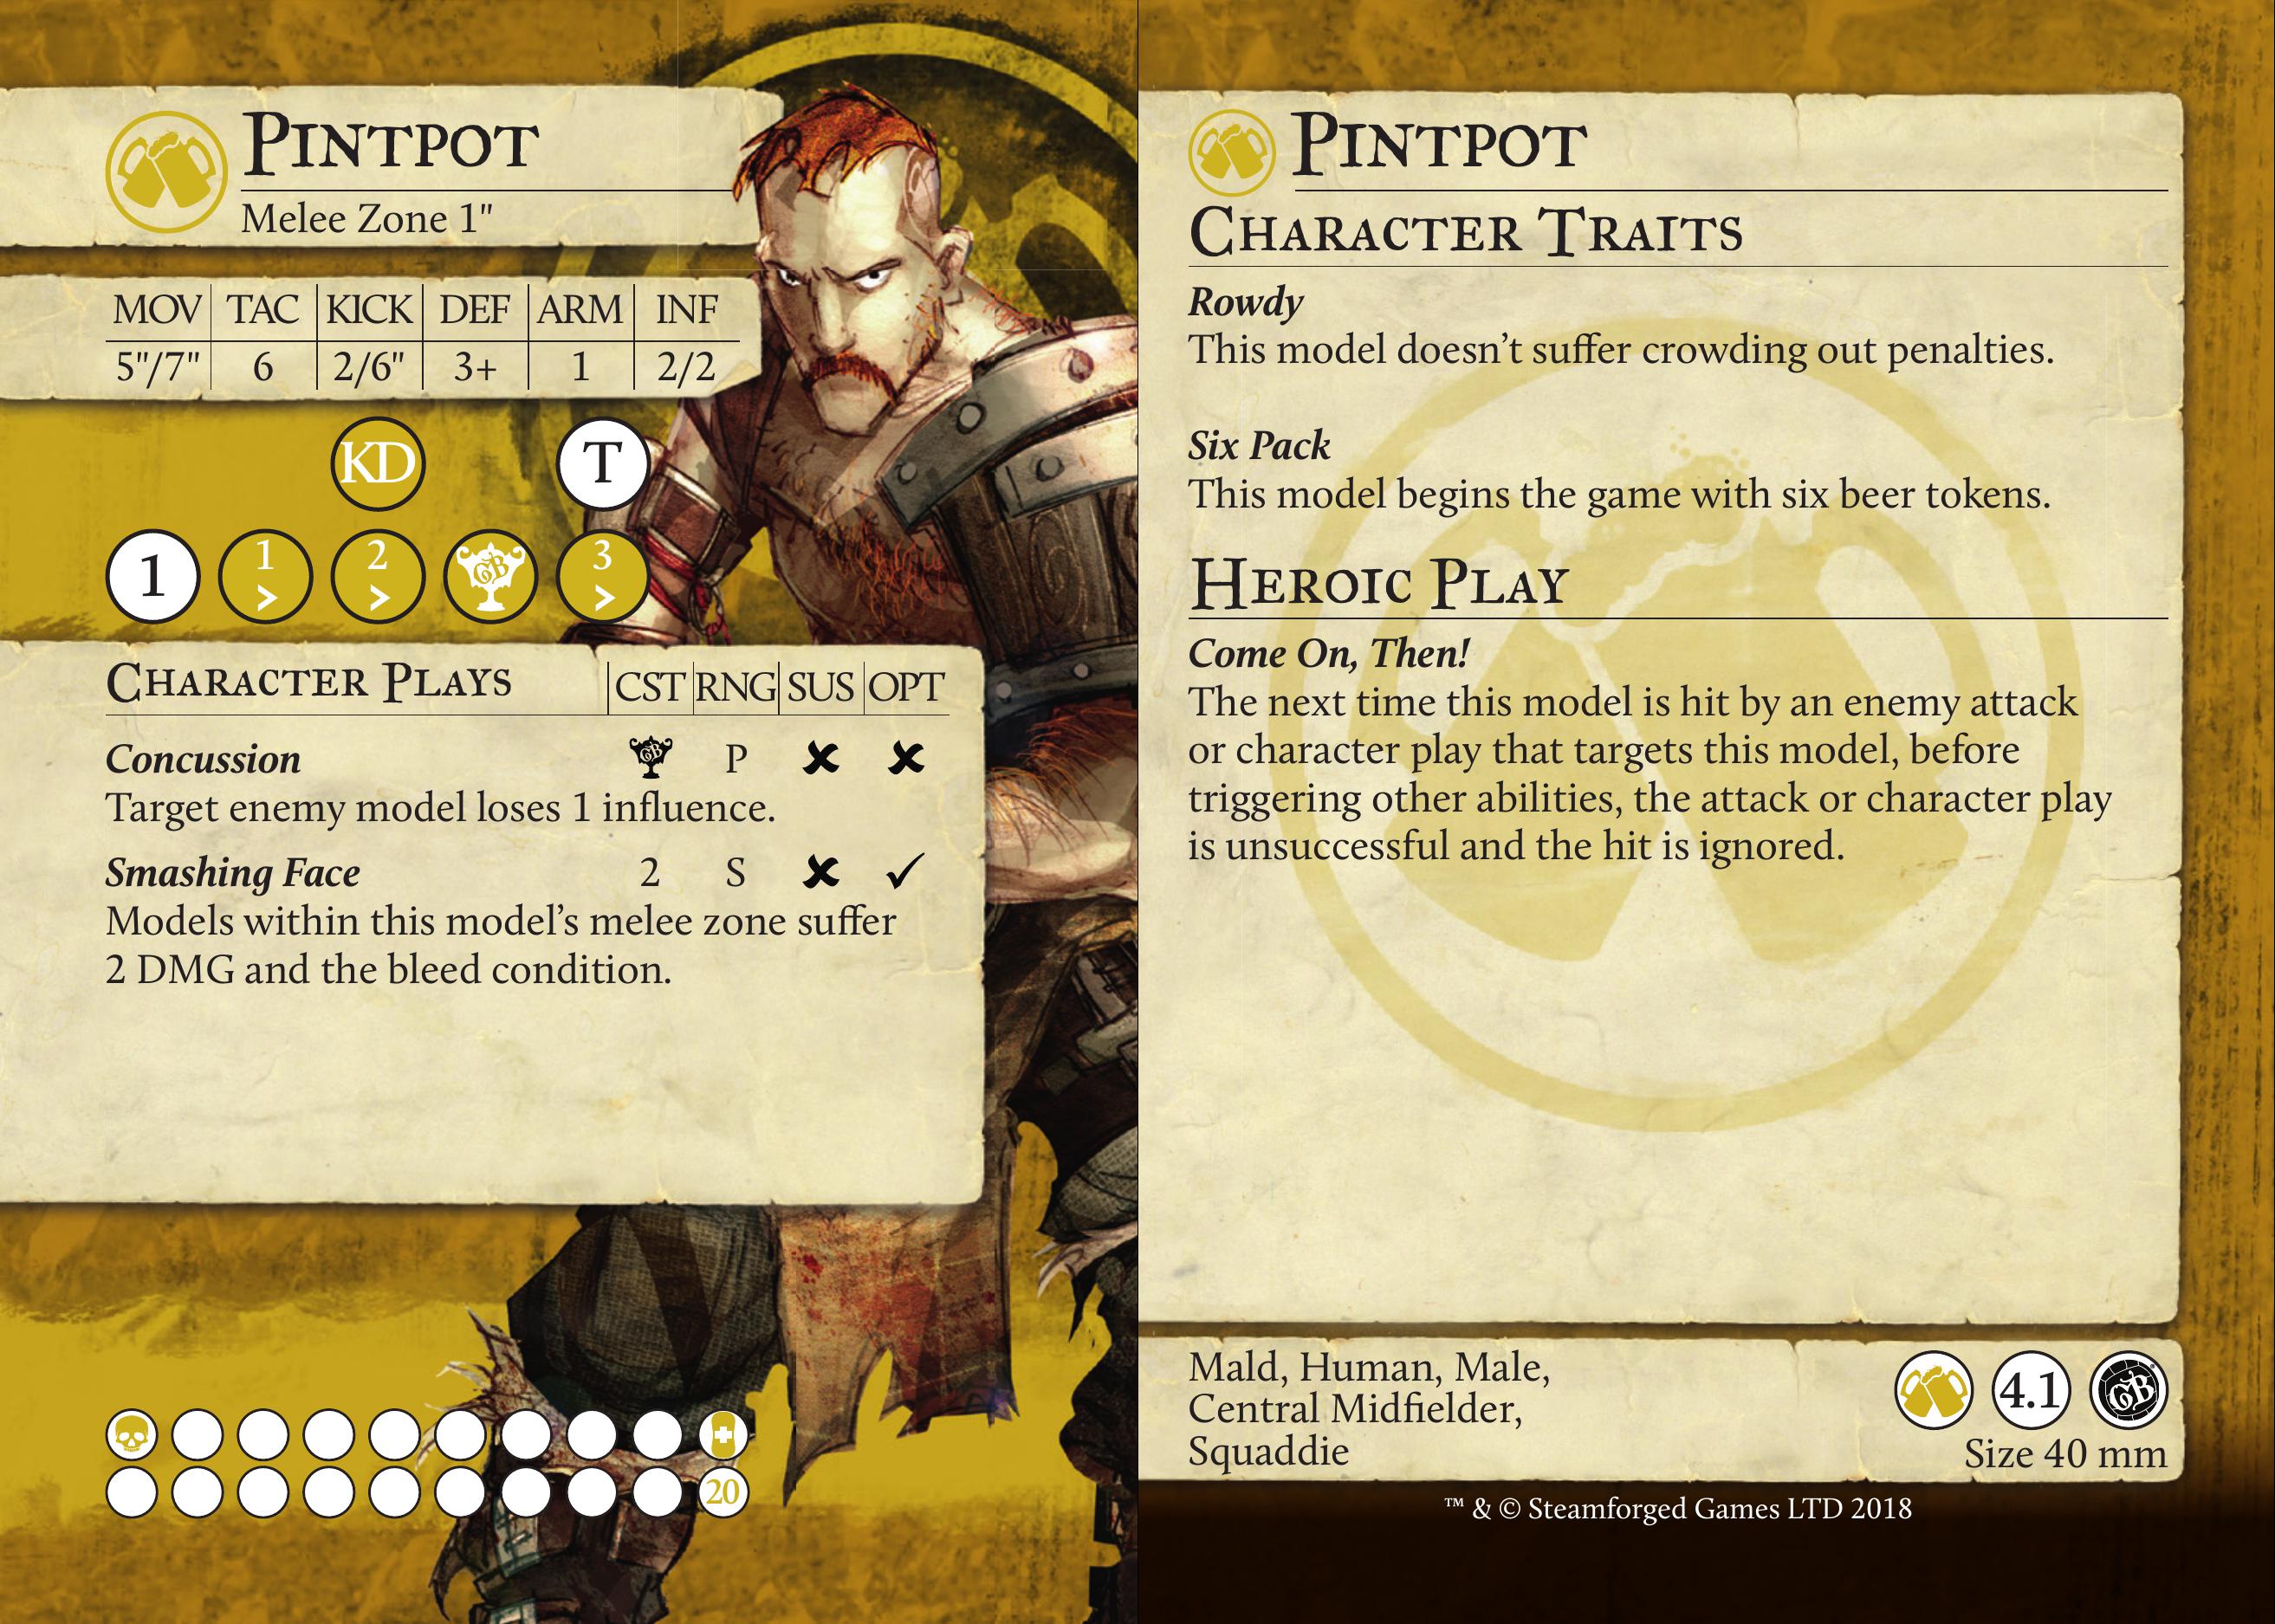 Pintpot
Melee Zone 1"
MOV TAC KICK DEF ARM INF
5"/7" 6 2/6" 3+ 1 2/2
KD T
1 1 > 2 > GB 3 >
Character Plays CST RNG SUS OPT
Concussion GB P ✘ ✘
Target enemy model loses 1 influence.
Smashing Face 2 S ✘ ✓
Models within this model’s melee zone suffer
2 DMG and the bleed condition.
20
Pintpot
Character Traits
Rowdy
This model doesn’t suffer crowding out penalties.
Six Pack
This model begins the game with six beer tokens.
Heroic Play
Come On, Then!
The next time this model is hit by an enemy attack
or character play that targets this model, before
triggering other abilities, the attack or character play
is unsuccessful and the hit is ignored.
Mald, Human, Male,
Central Midfielder,
Squaddie
4.1 GB
Size 40 mm
™ & © Steamforged Games LTD 2018